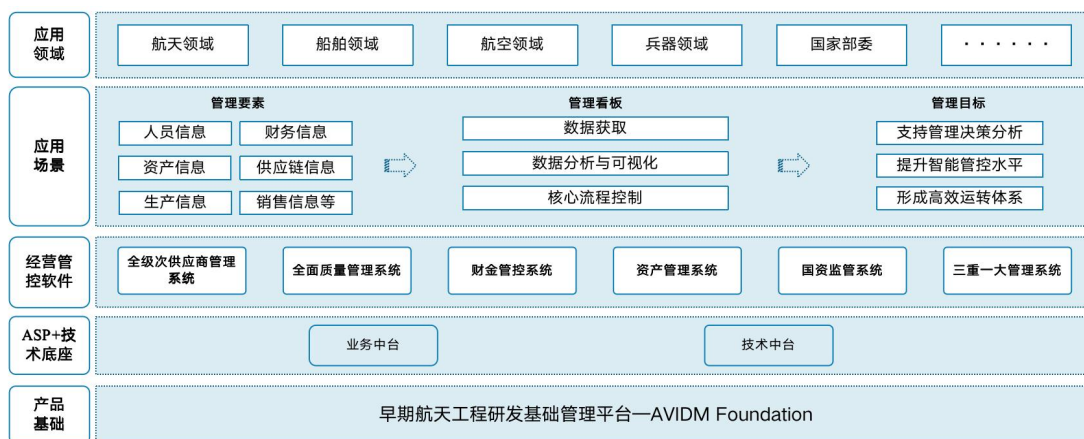 应用
领域
航天领域
船舶领域
航空领域
兵器领域
国家部委
······
应用
场景
管理要素
人员信息
财务信息
资产信息
供应链信息
生产信息
销售信息等
管理看板
数据获取
数据分析与可视化
核心流程控制
管理目标
支持管理决策分析
提升智能管控水平
形成高效运转体系
经营管
控软件
全级次供应商管理
系统
全面质量管理系统
财金管控系统
资产管理系统
国资监管系统
三重一大管理系统
ASP+技
术底座
业务中台
技术中台
产品
基础
早期航天工程研发基础管理平台—AVIDM Foundation